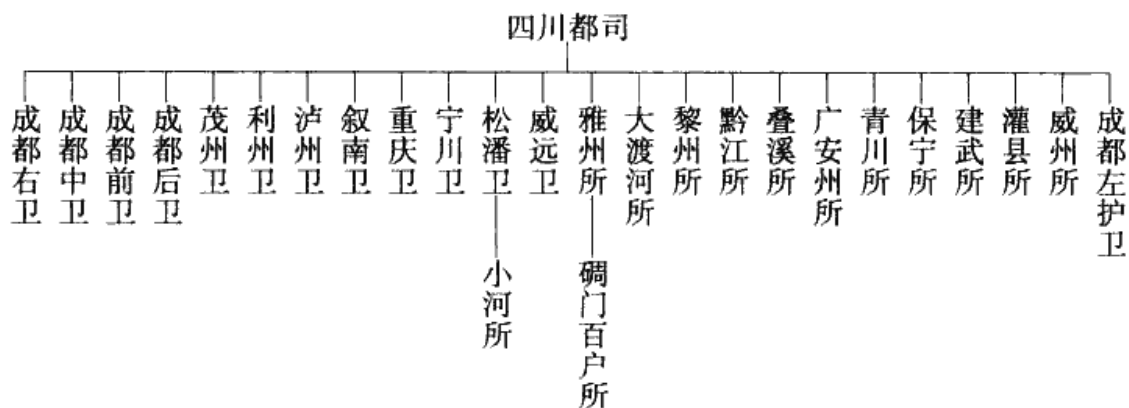 四川都司
成都右卫
成都中卫
成都前卫
成都后卫
茂州卫
利州卫
泸州卫
叙南卫
重庆卫
宁川卫
松潘卫
威远卫
雅州所
大渡河所
黎州所
黔江所
叠溪所
广安州所
青川所
保宁所
建武所
灌县所
威州所
成都左护卫
小河所
碉门百户所